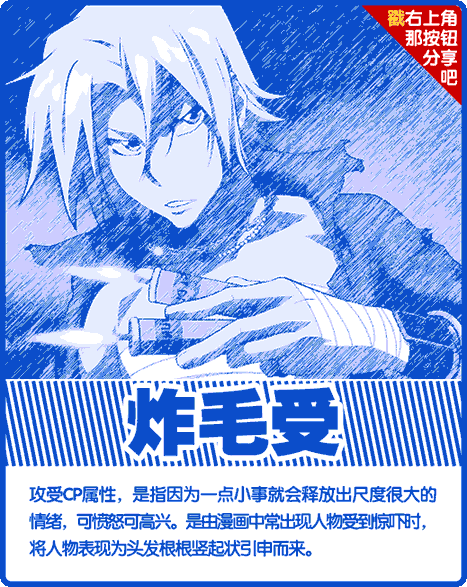 戳右上角
那按钮
分享
吧
炸毛受
攻受CP属性，是指因为一点小事就会释放出尺度很大的
情绪，可愤怒可高兴。是由漫画中常出现人物受到惊吓时，
将人物表现为头发根根竖起状引申而来。